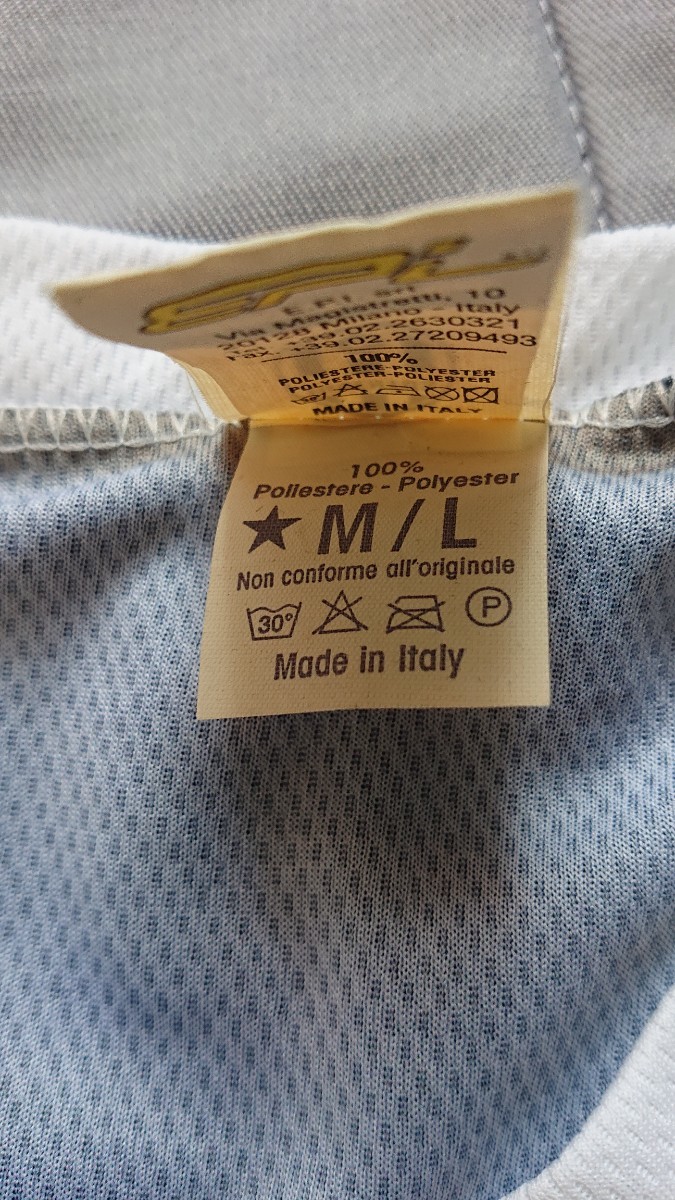 EPI
E.P.I. Srl
Via Magistretti, 10
20128 Milano - Italy
+39.02.2630321
Fax. +39.02.27209493
100%
POLIESTERE-POLYESTER
POLYESTER-POLIESTER
MADE IN ITALY
100%
Poliestere - Polyester
★ M / L
Non conforme all'originale
30° P
Made in Italy